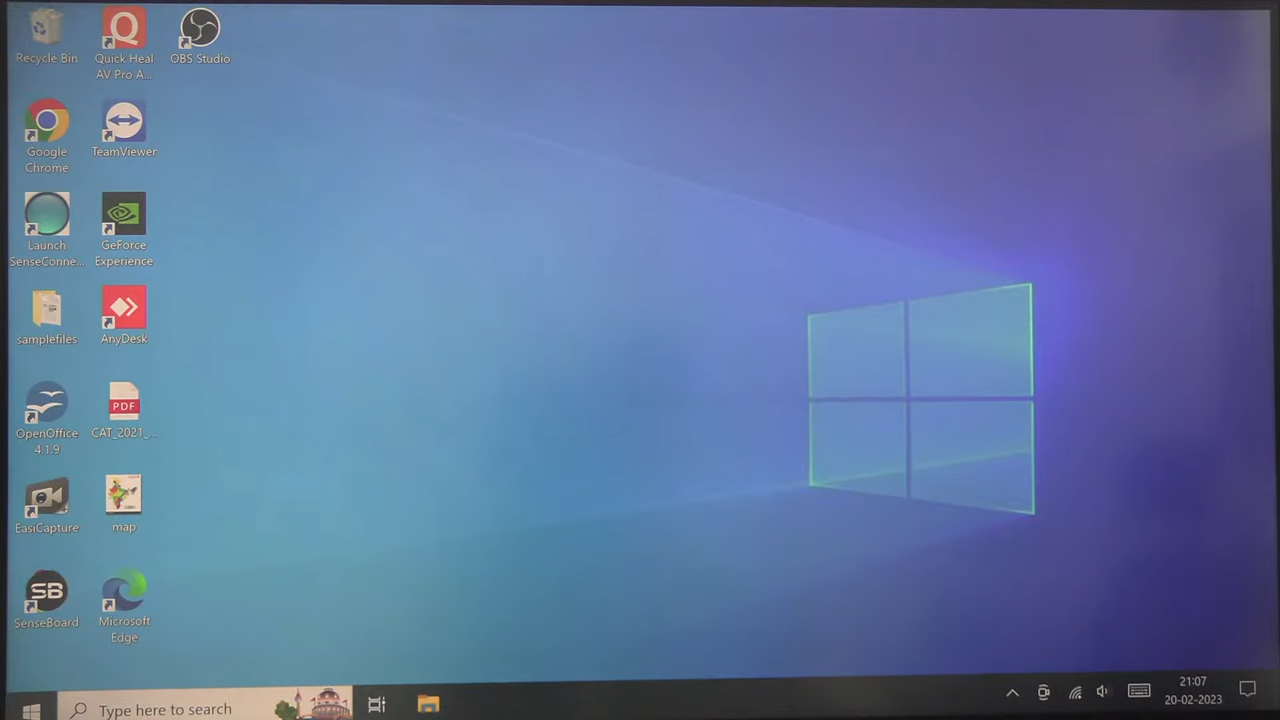 Recycle Bin
Quick Heal
AV Pro A...
OBS Studio
Google
Chrome
TeamViewer
Launch
SenseConne...
GeForce
Experience
samplefiles
AnyDesk
OpenOffice
4.1.9
PDF
CAT_2021_...
EasiCapture
map
SB
SenseBoard
Microsoft
Edge
Type here to search
21:07
20-02-2023